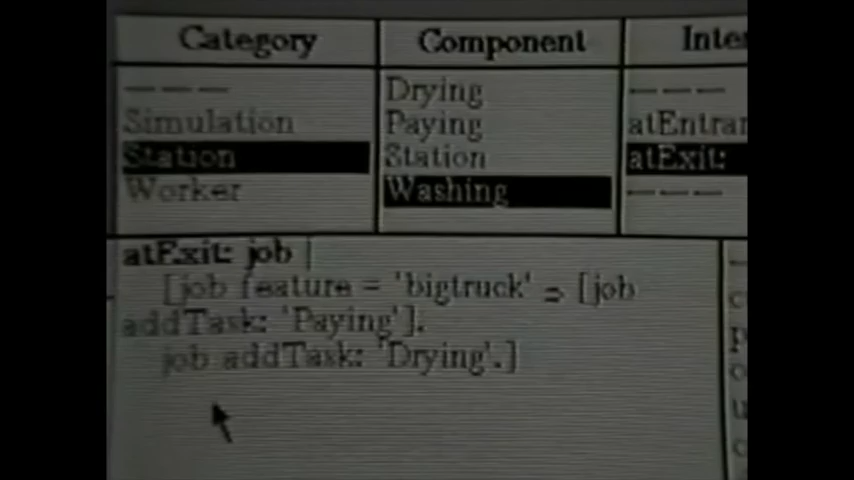 Category Component
Drying
Simulation Paying
Station Station atExit:
Worker Washing
atExit: job |
[job feature = 'bigtruck' ⇒ [job
addTask: 'Paying'].
job addTask: 'Drying'.]